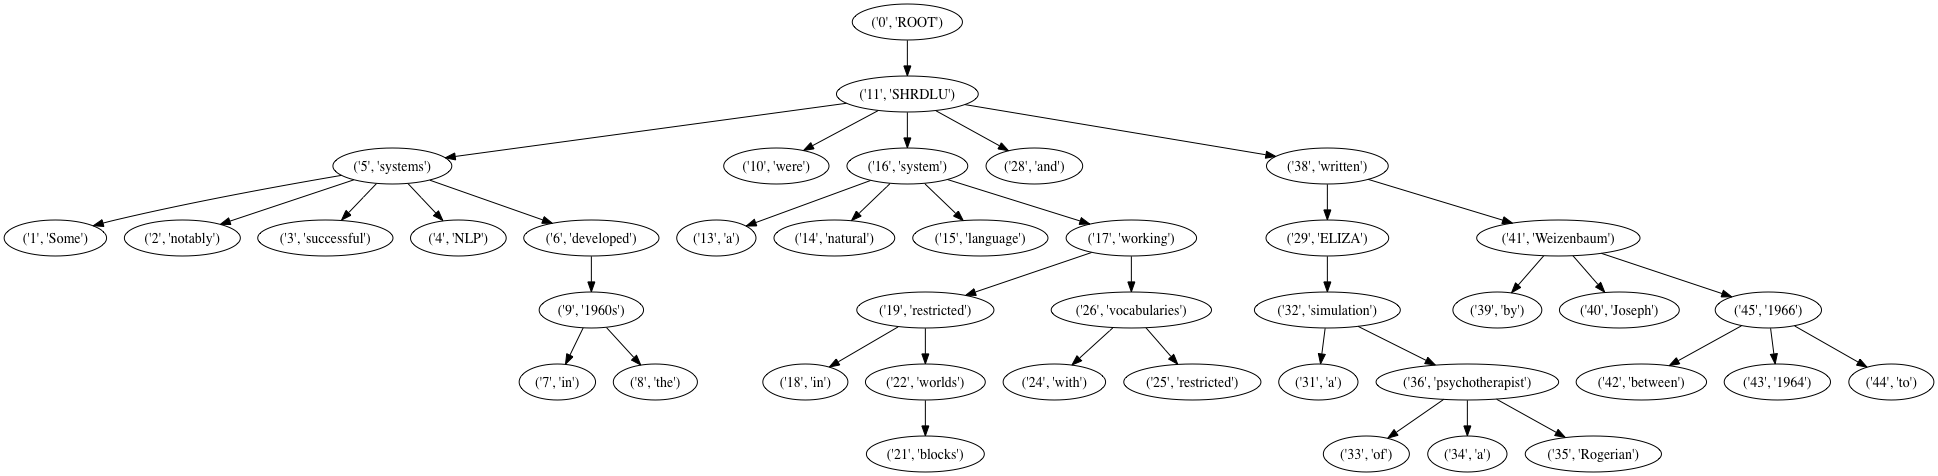 ('0', 'ROOT')
('11', 'SHRDLU')
('5', 'systems')
('10', 'were')
('16', 'system')
('28', 'and')
('38', 'written')
('1', 'Some')
('2', 'notably')
('3', 'successful')
('4', 'NLP')
('6', 'developed')
('13', 'a')
('14', 'natural')
('15', 'language')
('17', 'working')
('29', 'ELIZA')
('41', 'Weizenbaum')
('9', '1960s')
('19', 'restricted')
('26', 'vocabularies')
('32', 'simulation')
('39', 'by')
('40', 'Joseph')
('45', '1966')
('7', 'in')
('8', 'the')
('18', 'in')
('22', 'worlds')
('24', 'with')
('25', 'restricted')
('31', 'a')
('36', 'psychotherapist')
('42', 'between')
('43', '1964')
('44', 'to')
('21', 'blocks')
('33', 'of')
('34', 'a')
('35', 'Rogerian')